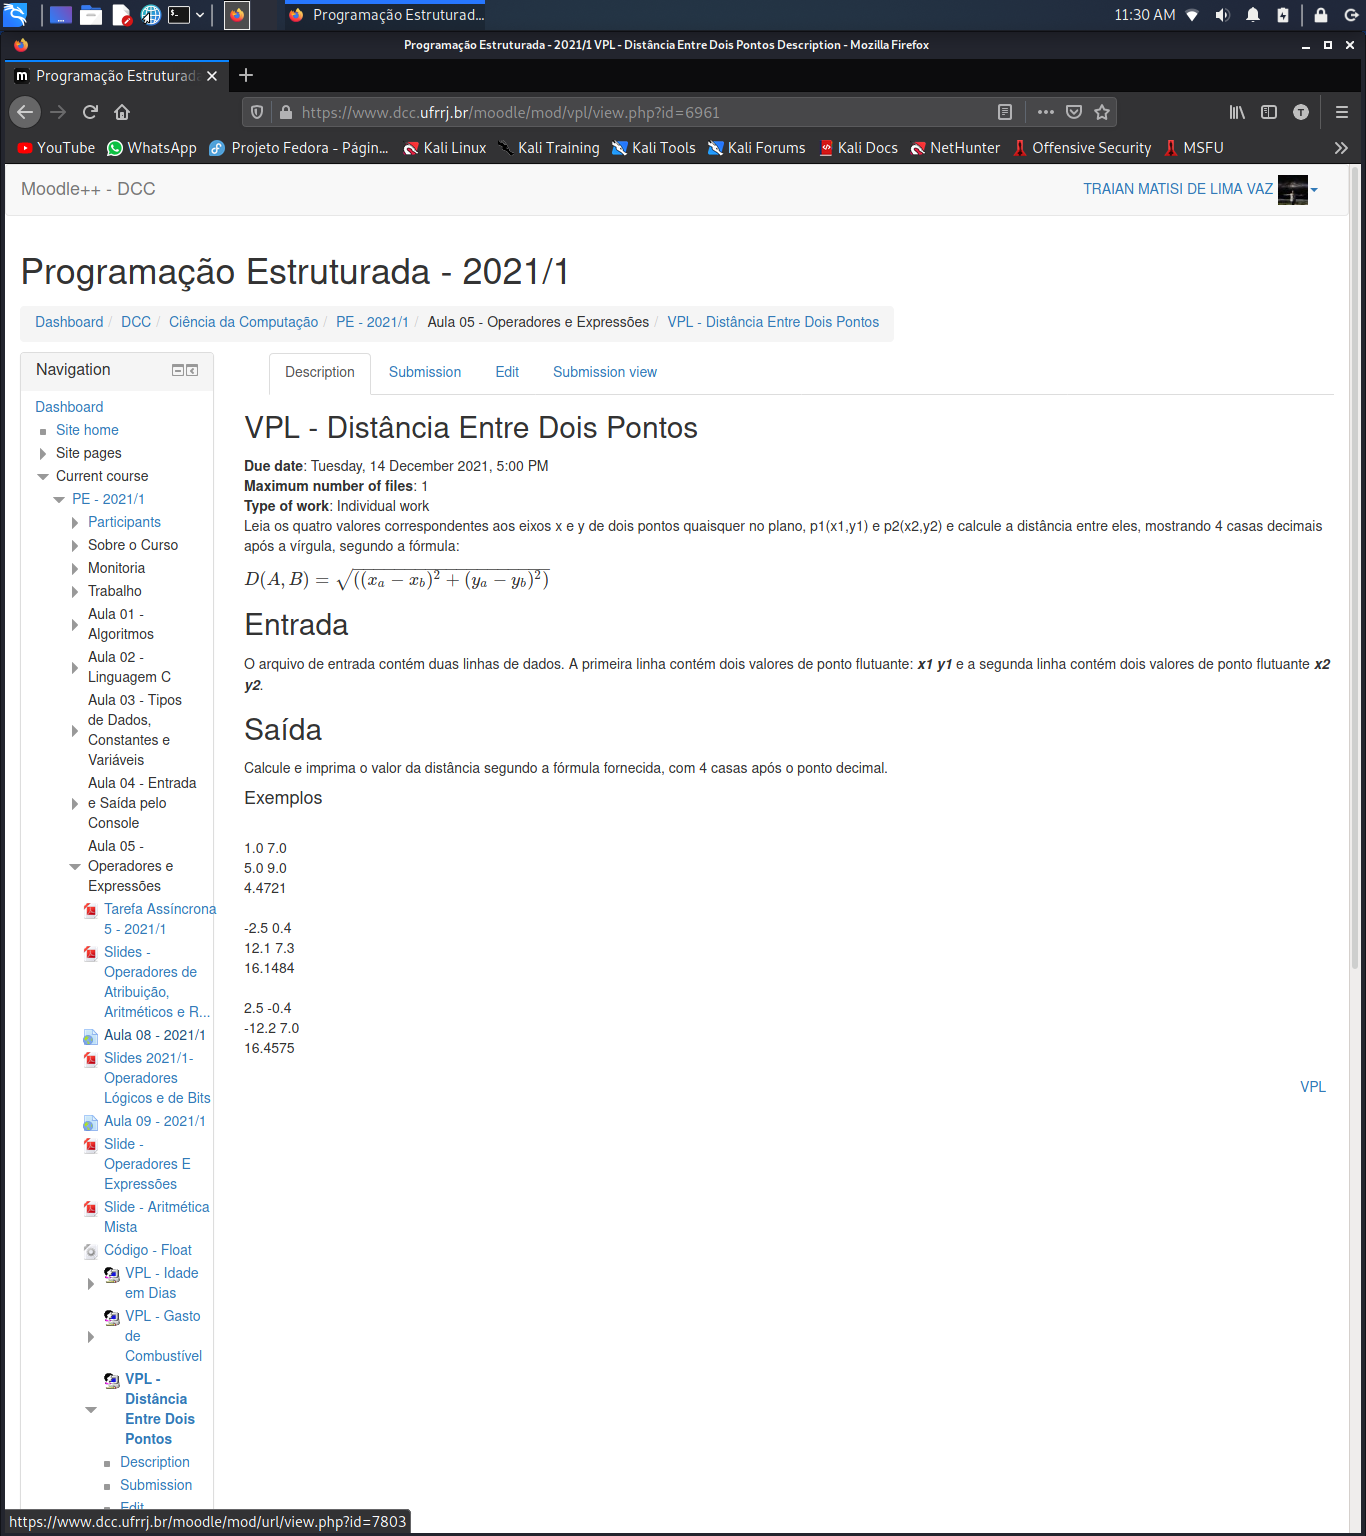 Programação Estruturad...
11:30 AM
Programação Estruturada - 2021/1 VPL - Distância Entre Dois Pontos Description - Mozilla Firefox
Programação Estruturad
https://www.dcc.ufrrj.br/moodle/mod/vpl/view.php?id=6961
YouTube WhatsApp Projeto Fedora - Págin... Kali Linux Kali Training Kali Tools Kali Forums Kali Docs NetHunter Offensive Security MSFU
Moodle++ - DCC
TRAIAN MATISI DE LIMA VAZ
Programação Estruturada - 2021/1
Dashboard / DCC / Ciência da Computação / PE - 2021/1 / Aula 05 - Operadores e Expressões / VPL - Distância Entre Dois Pontos
Navigation
Dashboard
Site home
Site pages
Current course
PE - 2021/1
Participants
Sobre o Curso
Monitoria
Trabalho
Aula 01 -
Algoritmos
Aula 02 -
Linguagem C
Aula 03 - Tipos
de Dados,
Constantes e
Variáveis
Aula 04 - Entrada
e Saída pelo
Console
Aula 05 -
Operadores e
Expressões
Tarefa Assíncrona
5 - 2021/1
Slides -
Operadores de
Atribuição,
Aritméticos e R...
Aula 08 - 2021/1
Slides 2021/1-
Operadores
Lógicos e de Bits
Aula 09 - 2021/1
Slide -
Operadores E
Expressões
Slide - Aritmética
Mista
Código - Float
VPL - Idade
em Dias
VPL - Gasto
de
Combustível
VPL -
Distância
Entre Dois
Pontos
Description
Submission
Edit
Description Submission Edit Submission view
VPL - Distância Entre Dois Pontos
Due date: Tuesday, 14 December 2021, 5:00 PM
Maximum number of files: 1
Type of work: Individual work
Leia os quatro valores correspondentes aos eixos x e y de dois pontos quaisquer no plano, p1(x1,y1) e p2(x2,y2) e calcule a distância entre eles, mostrando 4 casas decimais
após a vírgula, segundo a fórmula:
D(A, B) = √((x_a − x_b)² + (y_a − y_b)²)
Entrada
O arquivo de entrada contém duas linhas de dados. A primeira linha contém dois valores de ponto flutuante: x1 y1 e a segunda linha contém dois valores de ponto flutuante x2
y2.
Saída
Calcule e imprima o valor da distância segundo a fórmula fornecida, com 4 casas após o ponto decimal.
Exemplos
1.0 7.0
5.0 9.0
4.4721
-2.5 0.4
12.1 7.3
16.1484
2.5 -0.4
-12.2 7.0
16.4575
VPL
https://www.dcc.ufrrj.br/moodle/mod/url/view.php?id=7803